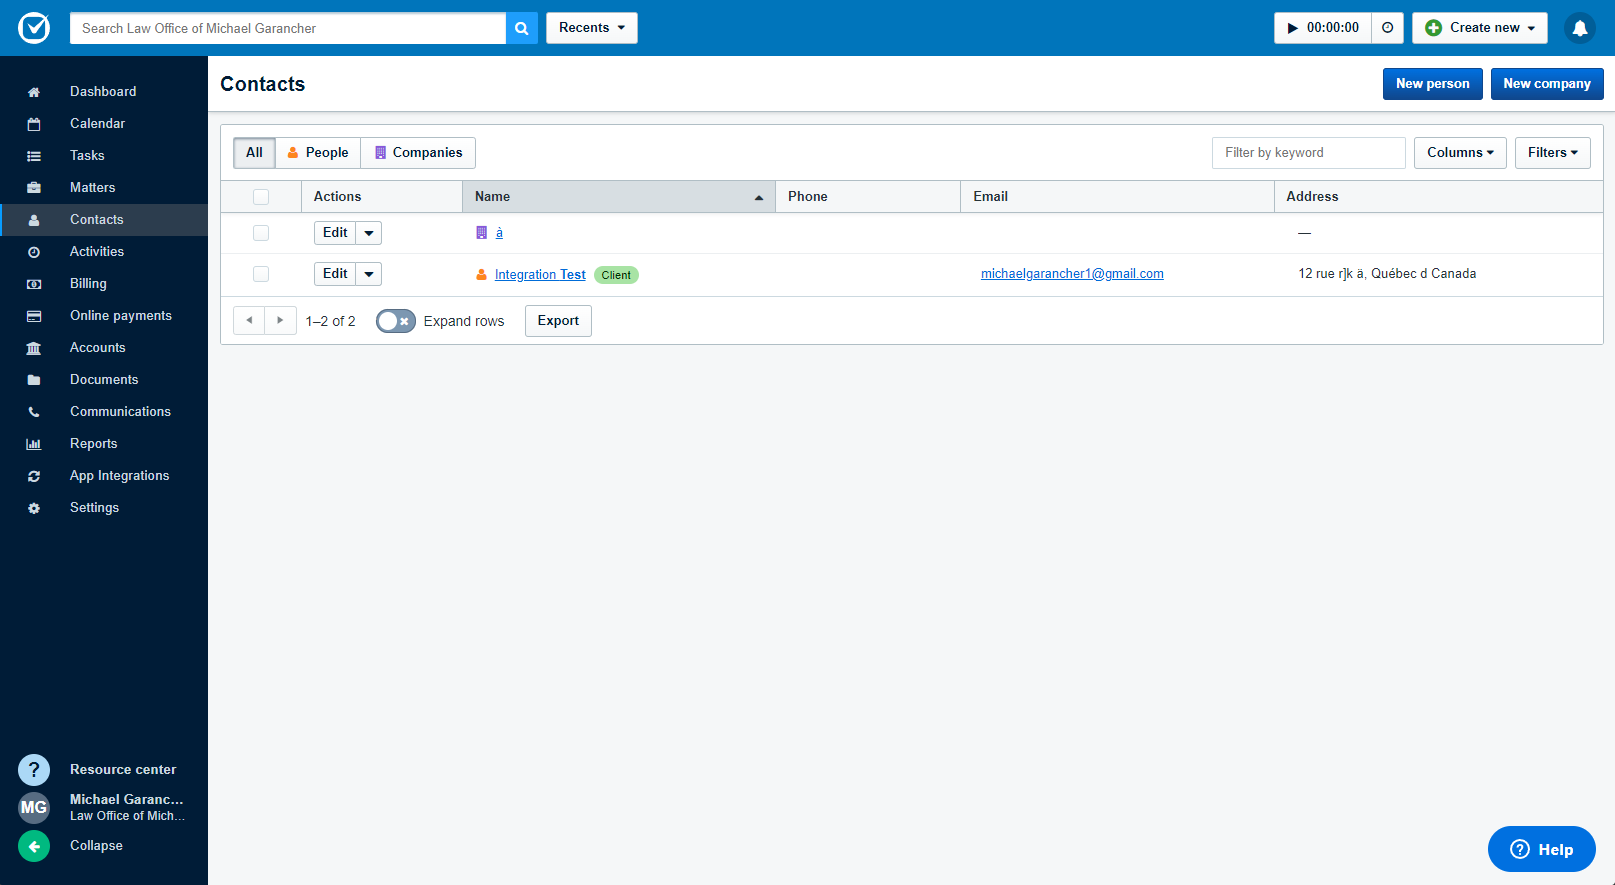 Search Law Office of Michael Garancher
Recents
00:00:00
Create new
Dashboard
Calendar
Tasks
Matters
Contacts
Activities
Billing
Online payments
Accounts
Documents
Communications
Reports
App Integrations
Settings
Resource center
MG
Michael Garanc...
Law Office of Mich...
Collapse
Contacts
New person
New company
All
People
Companies
Filter by keyword
Columns
Filters
Actions Name Phone Email Address
Edit à —
Edit Integration Test Client michaelgarancher1@gmail.com 12 rue r]k ä, Québec d Canada
1–2 of 2
Expand rows
Export
? Help